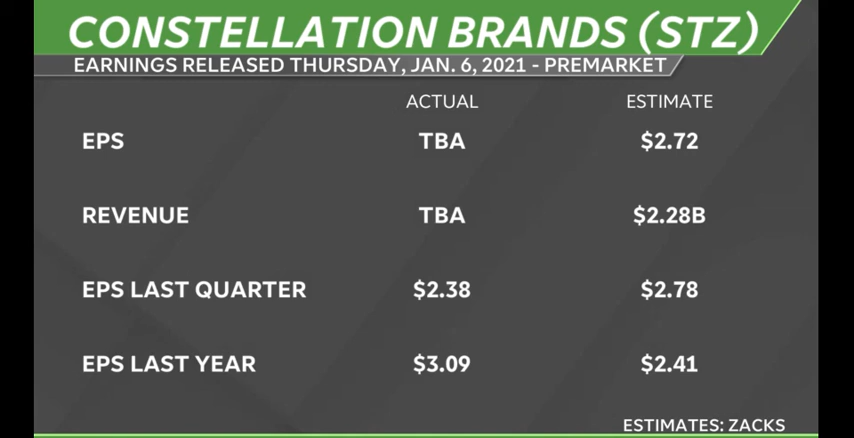 CONSTELLATION BRANDS (STZ)
EARNINGS RELEASED THURSDAY, JAN. 6, 2021 - PREMARKET
ACTUAL ESTIMATE
EPS TBA $2.72
REVENUE TBA $2.28B
EPS LAST QUARTER $2.38 $2.78
EPS LAST YEAR $3.09 $2.41
ESTIMATES: ZACKS